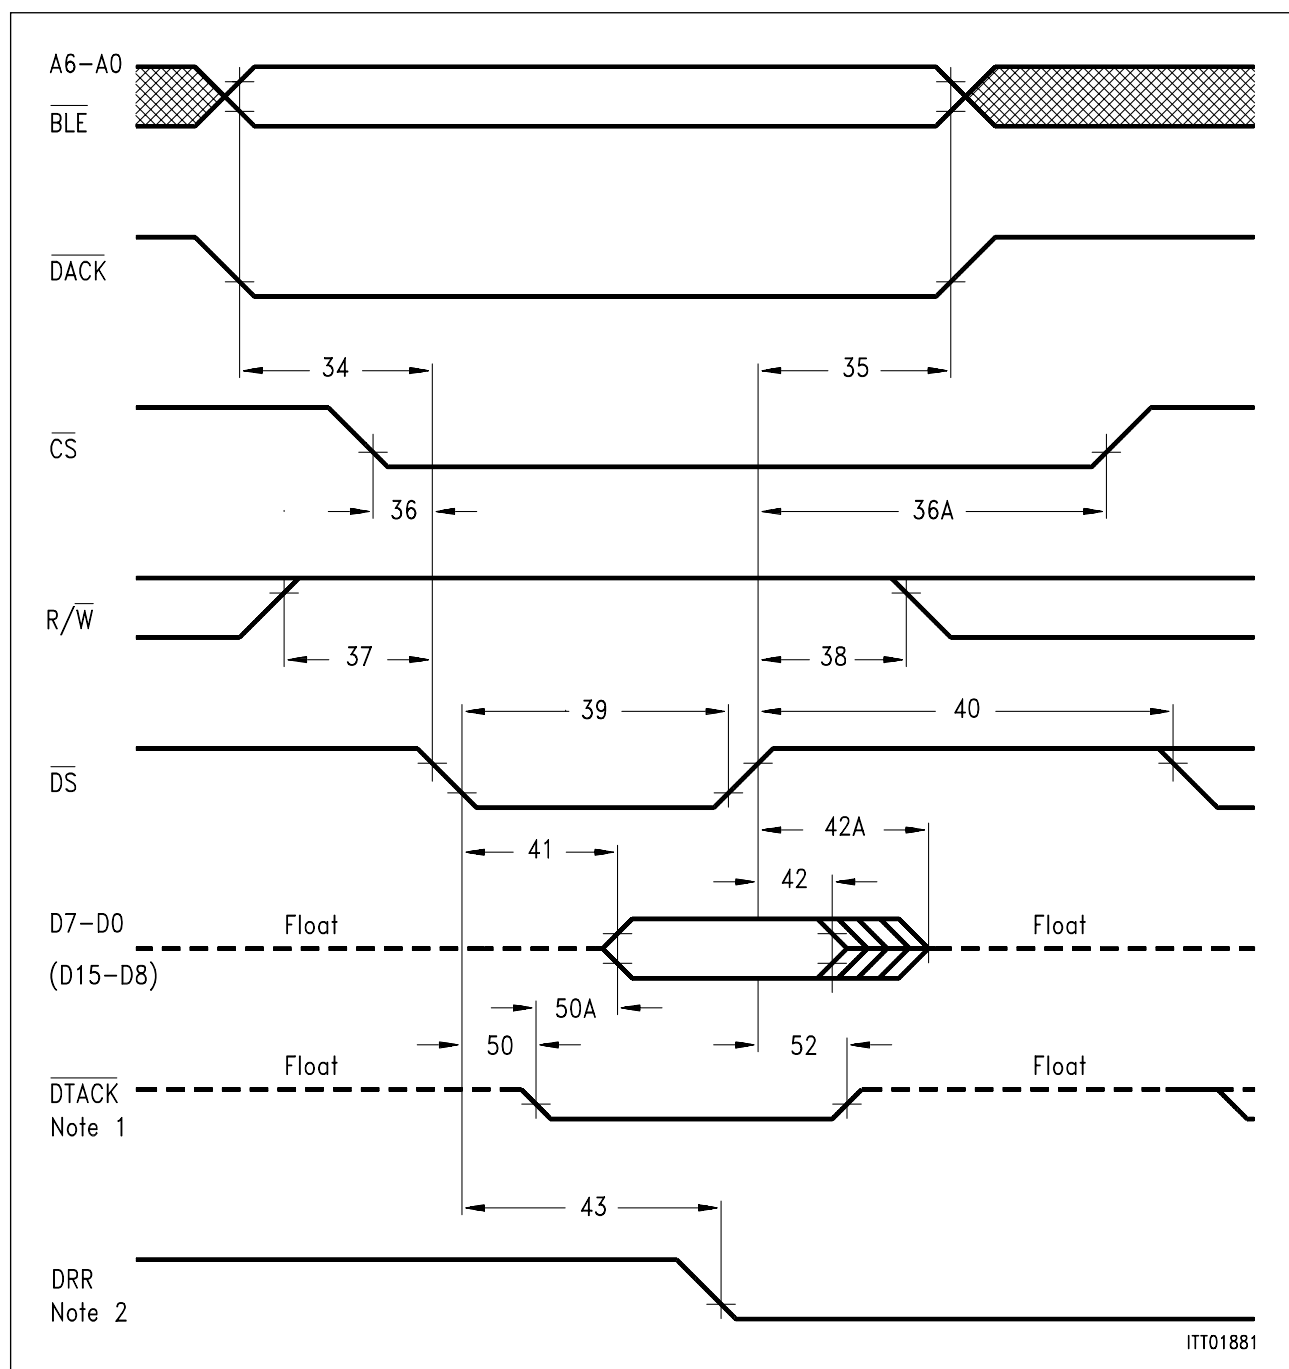 A6-A0
BLE
DACK
34
35
CS
36
36A
R/W
37
38
39
40
DS
42A
41
42
D7-D0
Float
Float
(D15-D8)
50A
50
52
Float
Float
DTACK
Note 1
43
DRR
Note 2
ITT01881